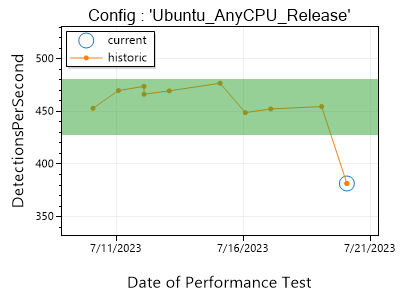 Config : 'Ubuntu_AnyCPU_Release'
current
historic
DetectionsPerSecond
500
450
400
350
7/11/2023
7/16/2023
7/21/2023
Date of Performance Test